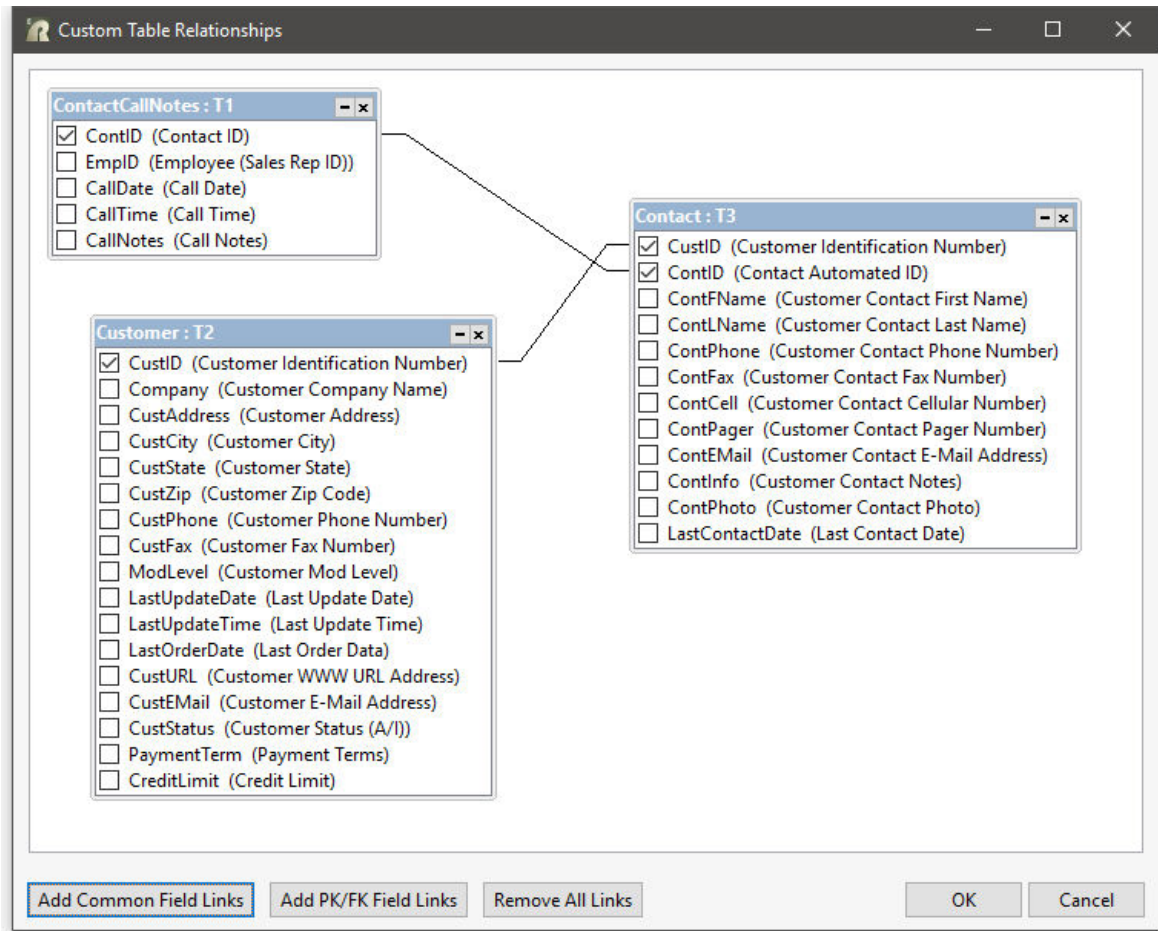 Custom Table Relationships
ContactCallNotes : T1
ContID (Contact ID)
EmpID (Employee (Sales Rep ID))
CallDate (Call Date)
CallTime (Call Time)
CallNotes (Call Notes)
Customer : T2
CustID (Customer Identification Number)
Company (Customer Company Name)
CustAddress (Customer Address)
CustCity (Customer City)
CustState (Customer State)
CustZip (Customer Zip Code)
CustPhone (Customer Phone Number)
CustFax (Customer Fax Number)
ModLevel (Customer Mod Level)
LastUpdateDate (Last Update Date)
LastUpdateTime (Last Update Time)
LastOrderDate (Last Order Data)
CustURL (Customer WWW URL Address)
CustEMail (Customer E-Mail Address)
CustStatus (Customer Status (A/I))
PaymentTerm (Payment Terms)
CreditLimit (Credit Limit)
Contact : T3
CustID (Customer Identification Number)
ContID (Contact Automated ID)
ContFName (Customer Contact First Name)
ContLName (Customer Contact Last Name)
ContPhone (Customer Contact Phone Number)
ContFax (Customer Contact Fax Number)
ContCell (Customer Contact Cellular Number)
ContPager (Customer Contact Pager Number)
ContEMail (Customer Contact E-Mail Address)
ContInfo (Customer Contact Notes)
ContPhoto (Customer Contact Photo)
LastContactDate (Last Contact Date)
Add Common Field Links
Add PK/FK Field Links
Remove All Links
OK
Cancel